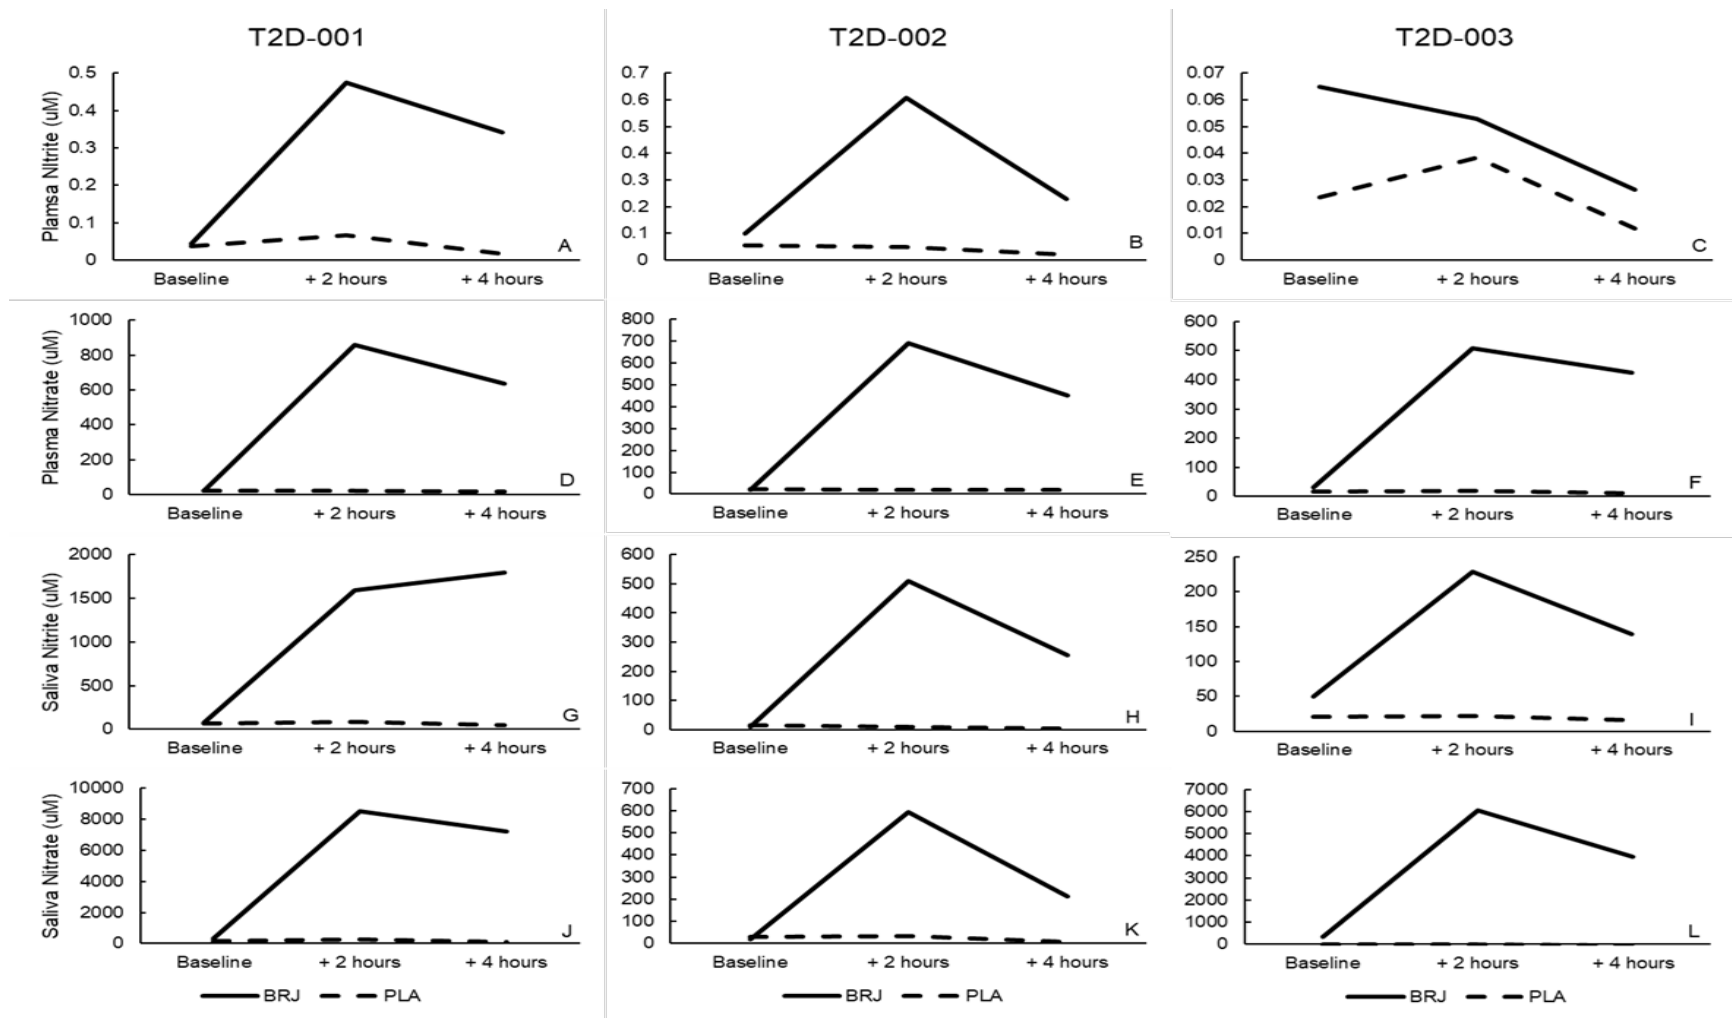 T2D-001
T2D-002
T2D-003
Plamsa NItrite (uM)
0.5
0.4
0.3
0.2
0.1
0
A
Baseline + 2 hours + 4 hours
0.7
0.6
0.5
0.4
0.3
0.2
0.1
0
B
Baseline + 2 hours + 4 hours
0.07
0.06
0.05
0.04
0.03
0.02
0.01
0
C
Baseline + 2 hours + 4 hours
Plasma Nitrate (uM)
1000
800
600
400
200
0
D
Baseline + 2 hours + 4 hours
800
700
600
500
400
300
200
100
0
E
Baseline + 2 hours + 4 hours
600
500
400
300
200
100
0
F
Baseline + 2 hours + 4 hours
Saliva Nitrite (uM)
2000
1500
1000
500
0
G
Baseline + 2 hours + 4 hours
600
500
400
300
200
100
0
H
Baseline + 2 hours + 4 hours
250
200
150
100
50
0
I
Baseline + 2 hours + 4 hours
Saliva Nitrate (uM)
10000
8000
6000
4000
2000
0
J
Baseline + 2 hours + 4 hours
BRJ PLA
700
600
500
400
300
200
100
0
K
Baseline + 2 hours + 4 hours
BRJ PLA
7000
6000
5000
4000
3000
2000
1000
0
L
Baseline + 2 hours + 4 hours
BRJ PLA